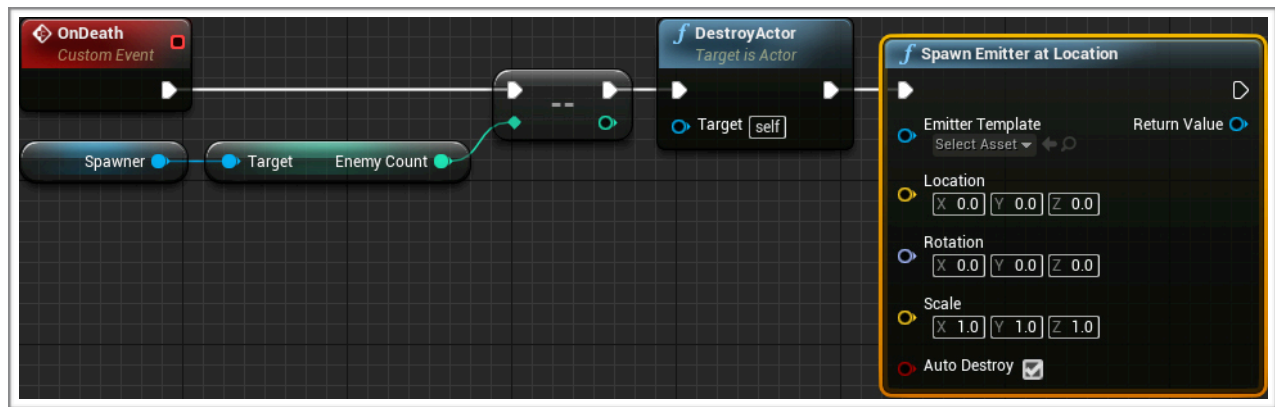 OnDeath
Custom Event
Spawner
Target Enemy Count
--
f DestroyActor
Target is Actor
Target self
f Spawn Emitter at Location
Emitter Template Return Value
Select Asset
Location
X 0.0 Y 0.0 Z 0.0
Rotation
X 0.0 Y 0.0 Z 0.0
Scale
X 1.0 Y 1.0 Z 1.0
Auto Destroy